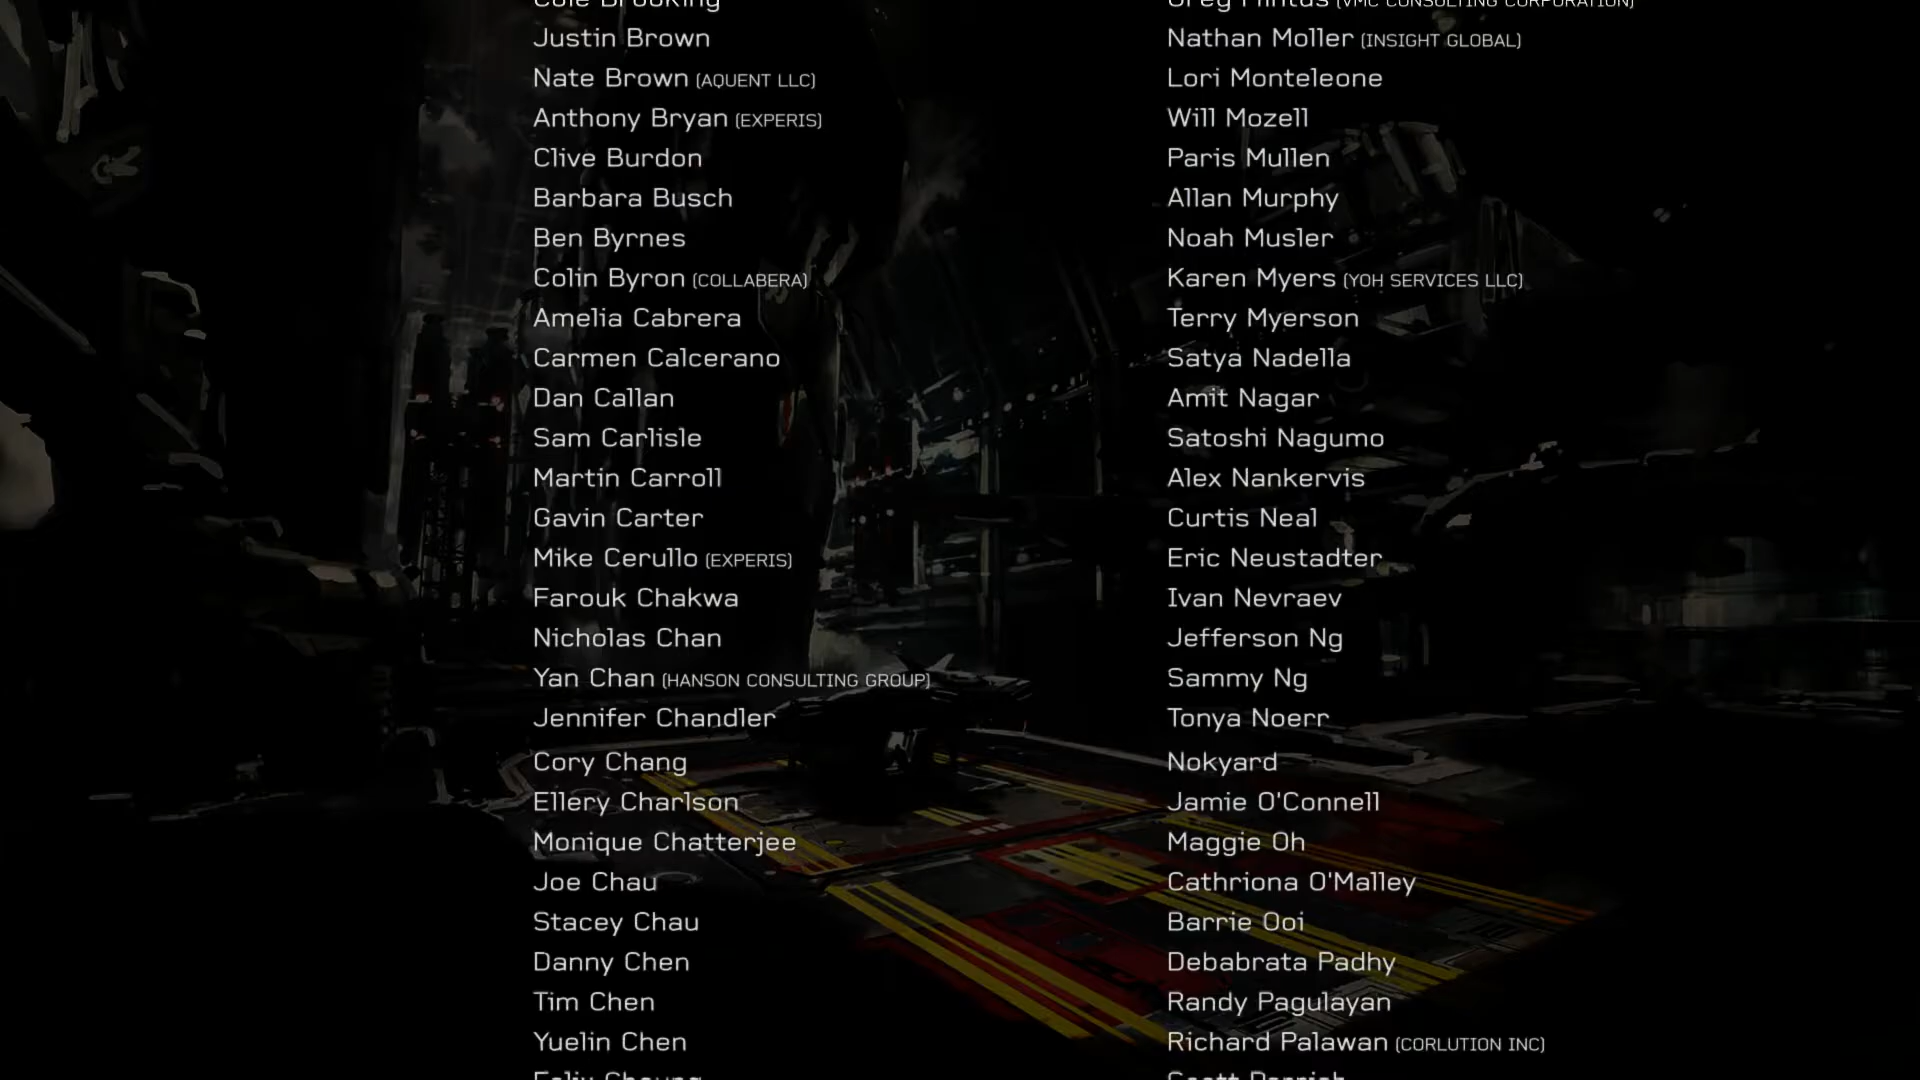 Cole Brooking
Justin Brown
Nate Brown (AQUENT LLC)
Anthony Bryan (EXPERIS)
Clive Burdon
Barbara Busch
Ben Byrnes
Colin Byron (COLLABERA)
Amelia Cabrera
Carmen Calcerano
Dan Callan
Sam Carlisle
Martin Carroll
Gavin Carter
Mike Cerullo (EXPERIS)
Farouk Chakwa
Nicholas Chan
Yan Chan (HANSON CONSULTING GROUP)
Jennifer Chandler
Cory Chang
Ellery Charlson
Monique Chatterjee
Joe Chau
Stacey Chau
Danny Chen
Tim Chen
Yuelin Chen
Greg (VMC CONSULTING CORPORATION)
Nathan Moller (INSIGHT GLOBAL)
Lori Monteleone
Will Mozell
Paris Mullen
Allan Murphy
Noah Musler
Karen Myers (YOH SERVICES LLC)
Terry Myerson
Satya Nadella
Amit Nagar
Satoshi Nagumo
Alex Nankervis
Curtis Neal
Eric Neustadter
Ivan Nevraev
Jefferson Ng
Sammy Ng
Tonya Noerr
Nokyard
Jamie O'Connell
Maggie Oh
Cathriona O'Malley
Barrie Ooi
Debabrata Padhy
Randy Pagulayan
Richard Palawan (CORLUTION INC)